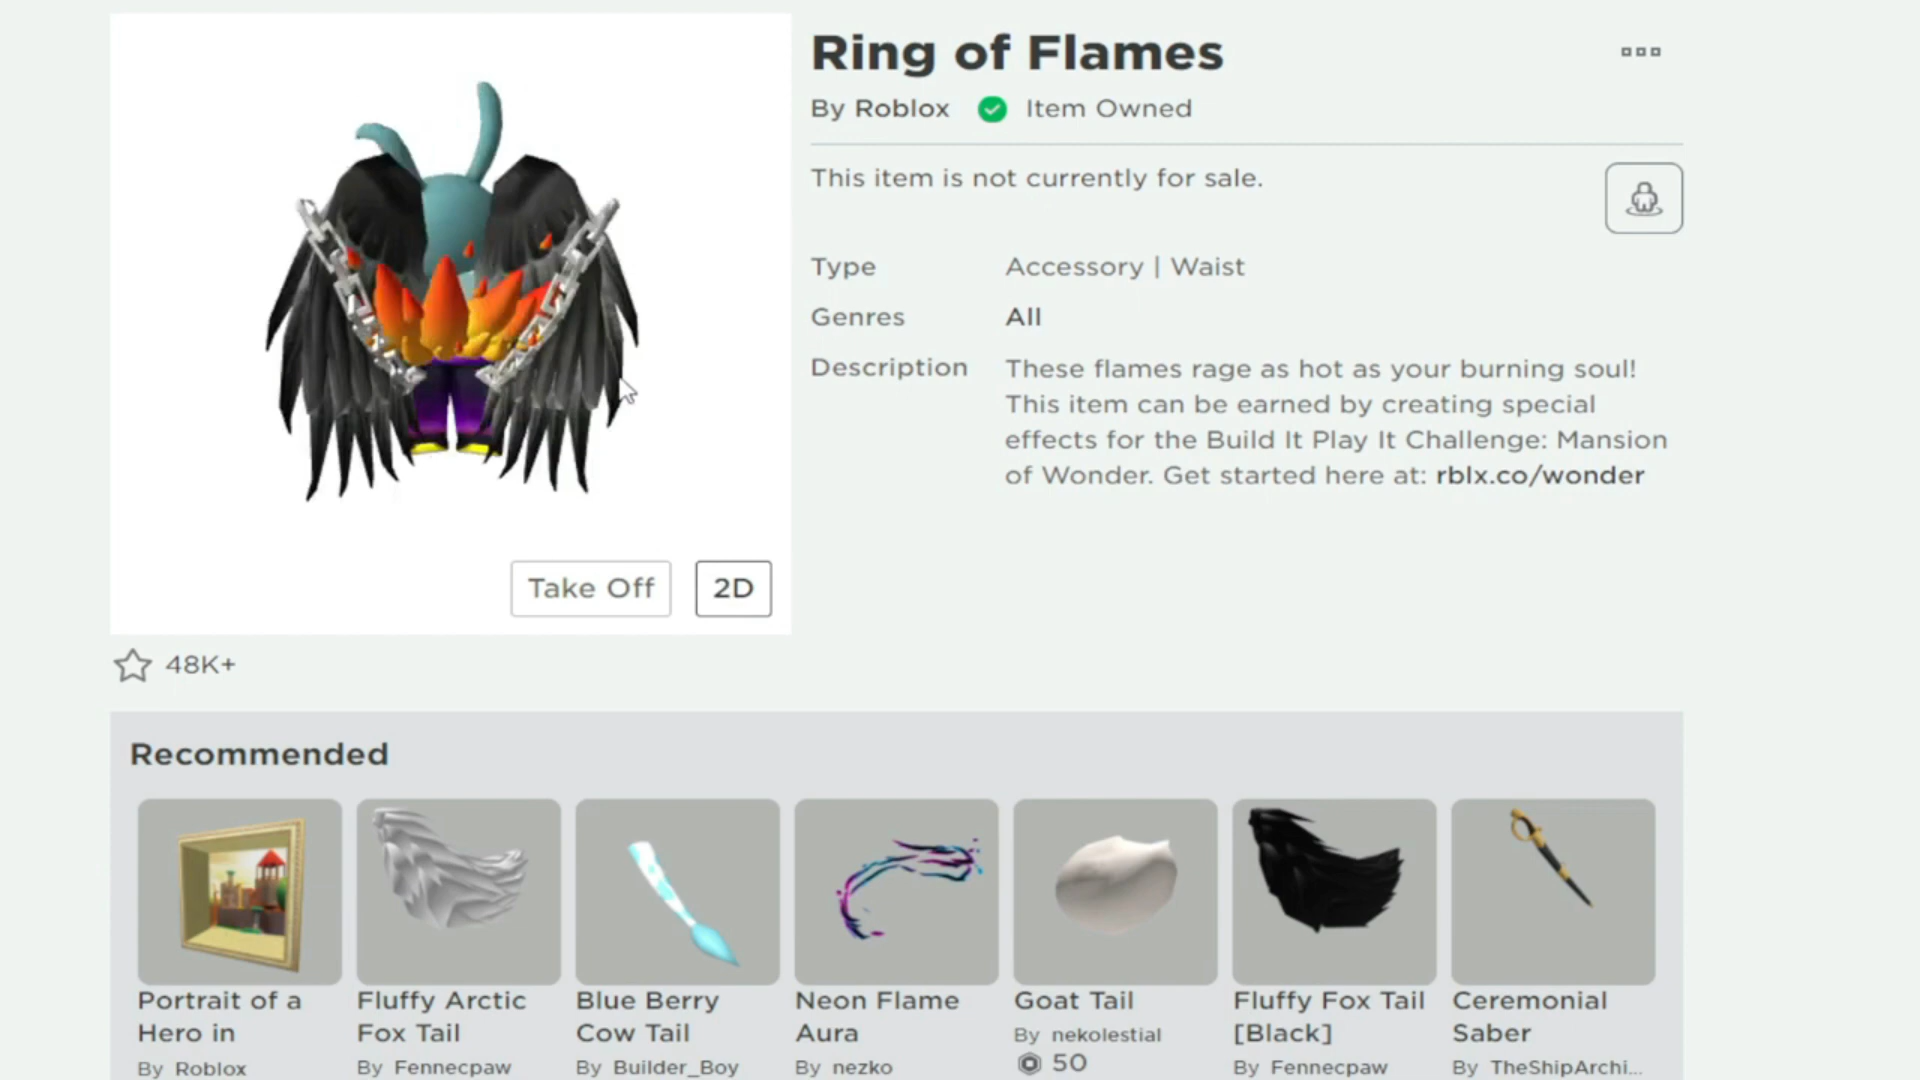 Ring of Flames
By Roblox Item Owned
This item is not currently for sale.
Type Accessory | Waist
Genres All
Description These flames rage as hot as your burning soul!
This item can be earned by creating special
effects for the Build It Play It Challenge: Mansion
of Wonder. Get started here at: rblx.co/wonder
Take Off 2D
48K+
Recommended
Portrait of a
Hero in
By Roblox
Fluffy Arctic
Fox Tail
By Fennecpaw
Blue Berry
Cow Tail
By Builder_Boy
Neon Flame
Aura
By nezko
Goat Tail
By nekolestial
50
Fluffy Fox Tail
[Black]
By Fennecpaw
Ceremonial
Saber
By TheShipArchi...